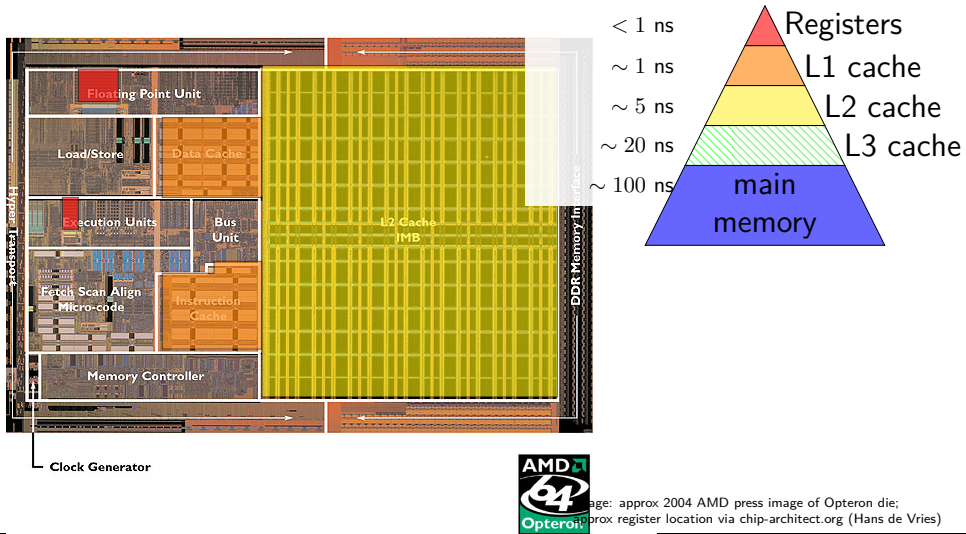 < 1 ns
Registers
∼ 1 ns
L1 cache
∼ 5 ns
L2 cache
∼ 20 ns
L3 cache
∼ 100 ns
main
memory
Floating Point Unit
Load/Store
Data Cache
Execution Units
Bus
Unit
L2 Cache
1MB
Hyper Transport
DDR Memory Interface
Fetch Scan Align
Micro-code
Instruction
Cache
Memory Controller
Clock Generator
AMD
64
Opteron
age: approx 2004 AMD press image of Opteron die;
approx register location via chip-architect.org (Hans de Vries)